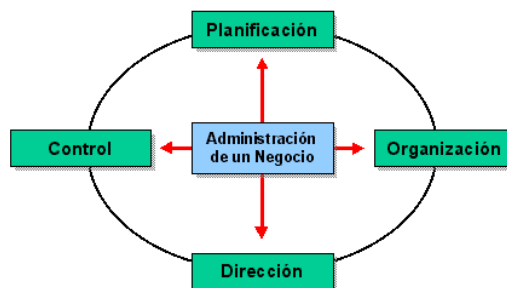 Planificación
Control
Administración
de un Negocio
Organización
Dirección